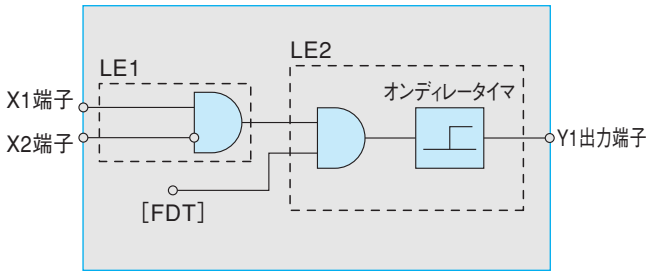 LE2
LE1
オンディレータイマ
X1端子
X2端子
Y1出力端子
[FDT]